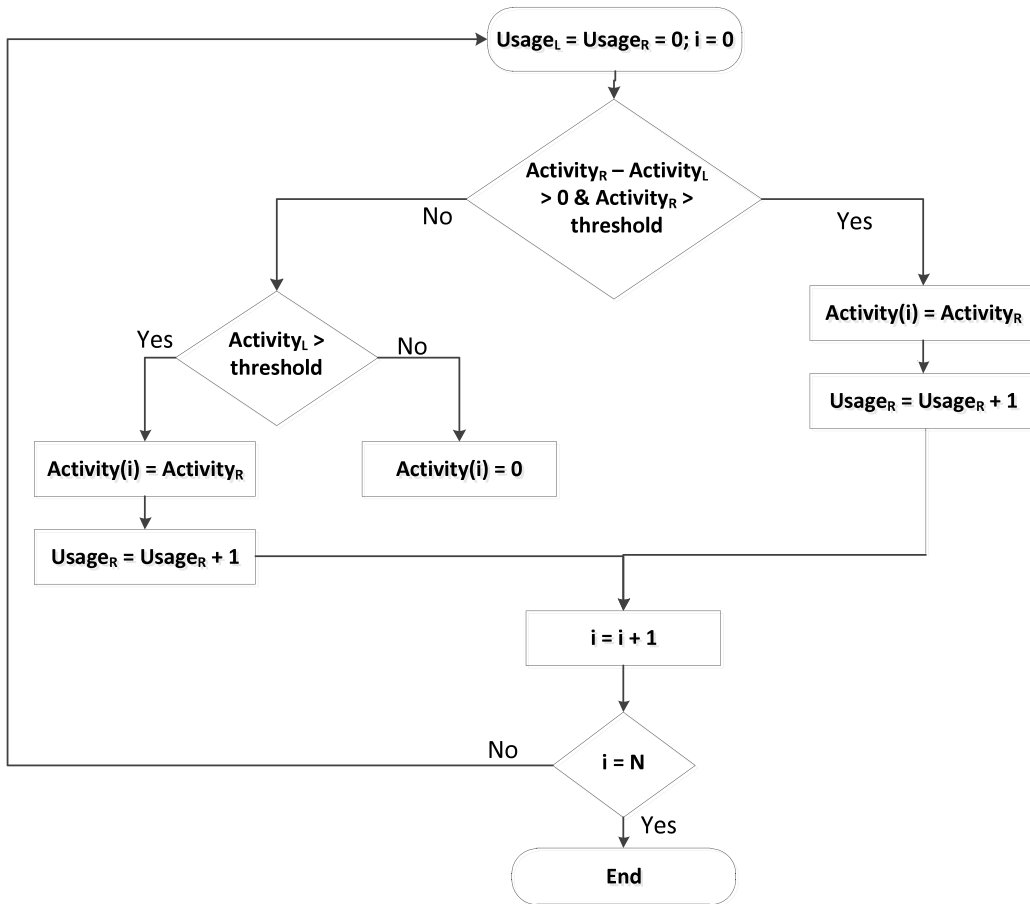 Usage_L = Usage_R = 0; i = 0
Activity_R – Activity_L
> 0 & Activity_R >
threshold
No
Yes
Activity(i) = Activity_R
Usage_R = Usage_R + 1
Yes
Activity_L >
threshold
No
Activity(i) = Activity_R
Activity(i) = 0
Usage_R = Usage_R + 1
i = i + 1
No
i = N
Yes
End